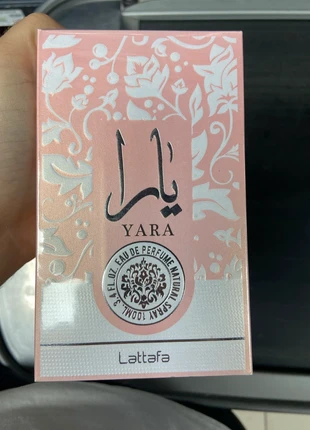 يارا
YARA
EAU DE PERFUME NATURAL SPRAY 100ML. 3.4 FL.OZ.
Lattafa